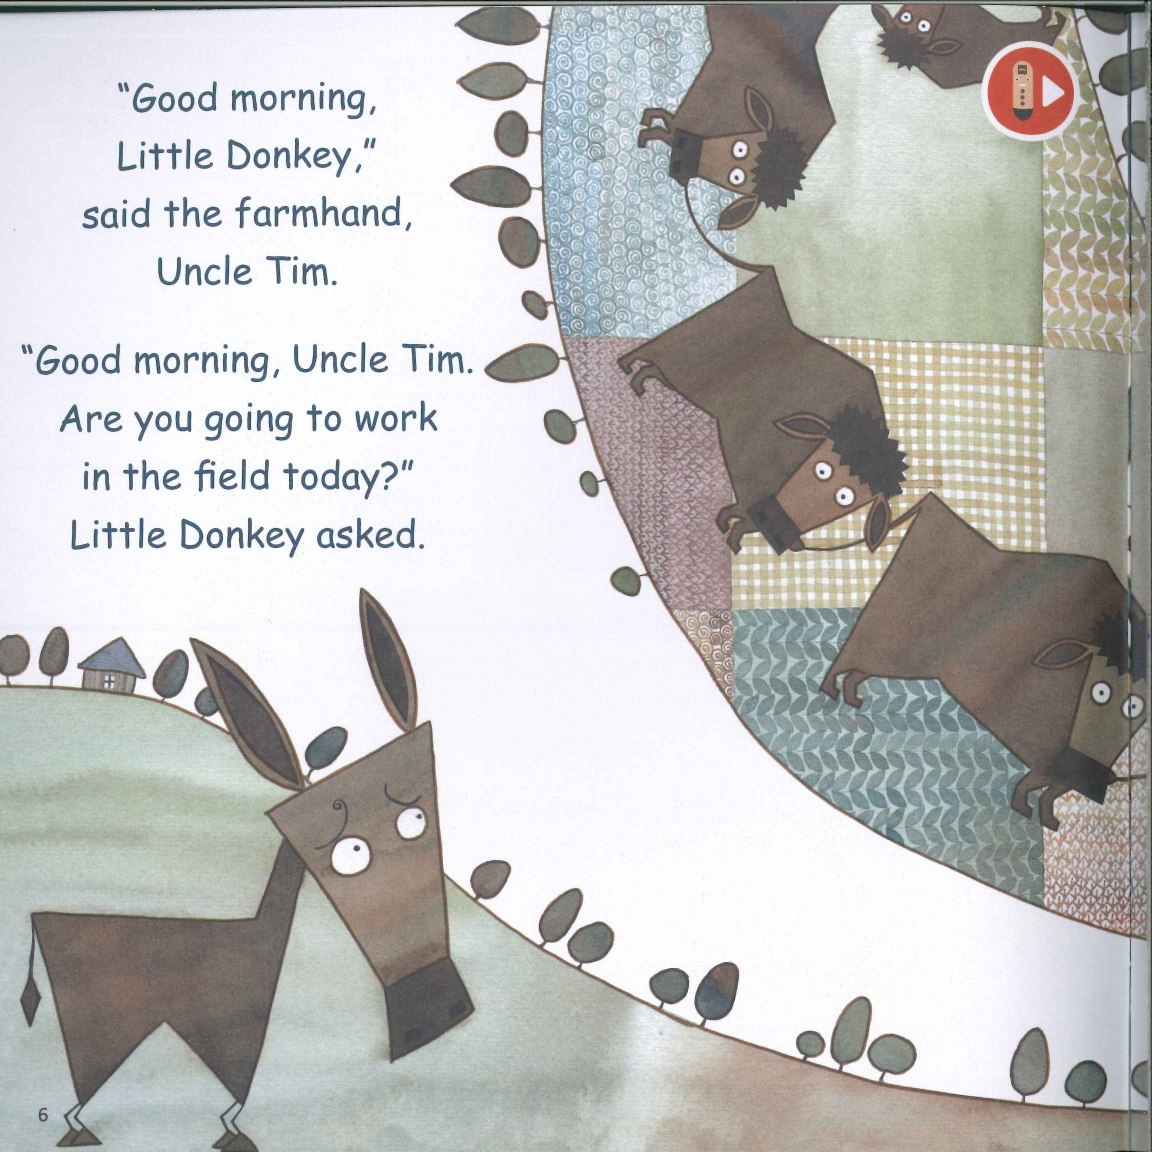 “Good morning,
Little Donkey,”
said the farmhand,
Uncle Tim.
“Good morning, Uncle Tim.
Are you going to work
in the field today?”
Little Donkey asked.
6